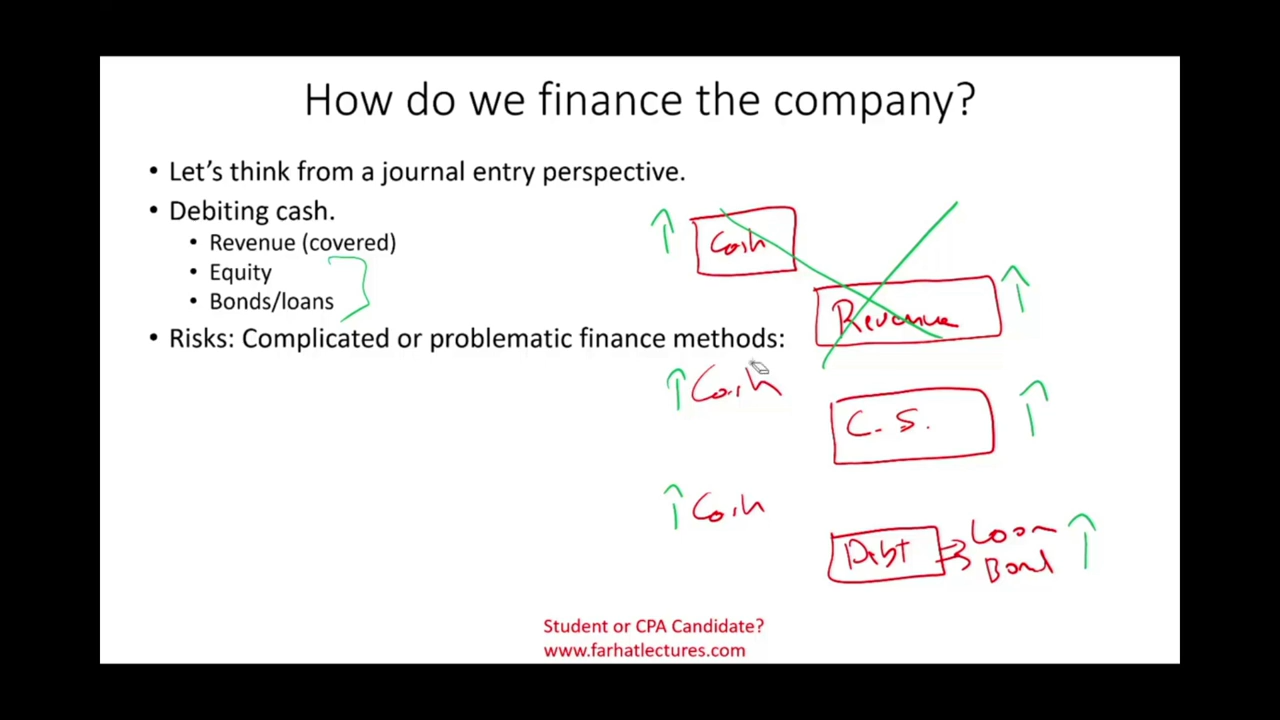 How do we finance the company?
• Let's think from a journal entry perspective.
• Debiting cash.
• Revenue (covered)
• Equity
• Bonds/loans
• Risks: Complicated or problematic finance methods:
Cash
Revenue
Cash
C.S.
Cash
Debt
Loan
Bond
Student or CPA Candidate?
www.farhatlectures.com